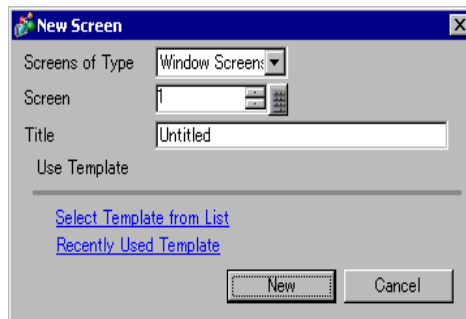 New Screen
Screens of Type Window Screens
Screen 1
Title Untitled
Use Template
Select Template from List
Recently Used Template
New Cancel